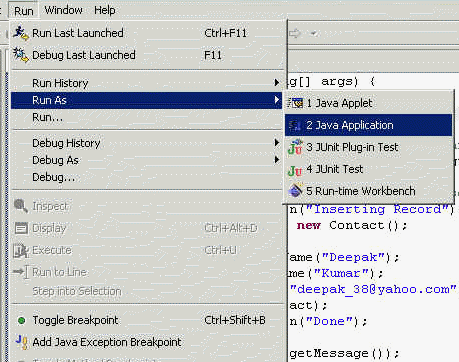 Run Window Help
Run Last Launched Ctrl+F11
Debug Last Launched F11
Run History
Run As
Run...
Debug History
Debug As
Debug...
Inspect
Display Ctrl+Alt+D
Execute Ctrl+U
Run to Line
Step into Selection
Toggle Breakpoint Ctrl+Shift+B
Add Java Exception Breakpoint
1 Java Applet
2 Java Application
3 JUnit Plug-in Test
4 JUnit Test
5 Run-time Workbench
g[] args) {
n("Inserting Record")
new Contact();
ame("Deepak");
me("Kumar");
"deepak_38@yahoo.com"
act);
n("Done");
getMessage());